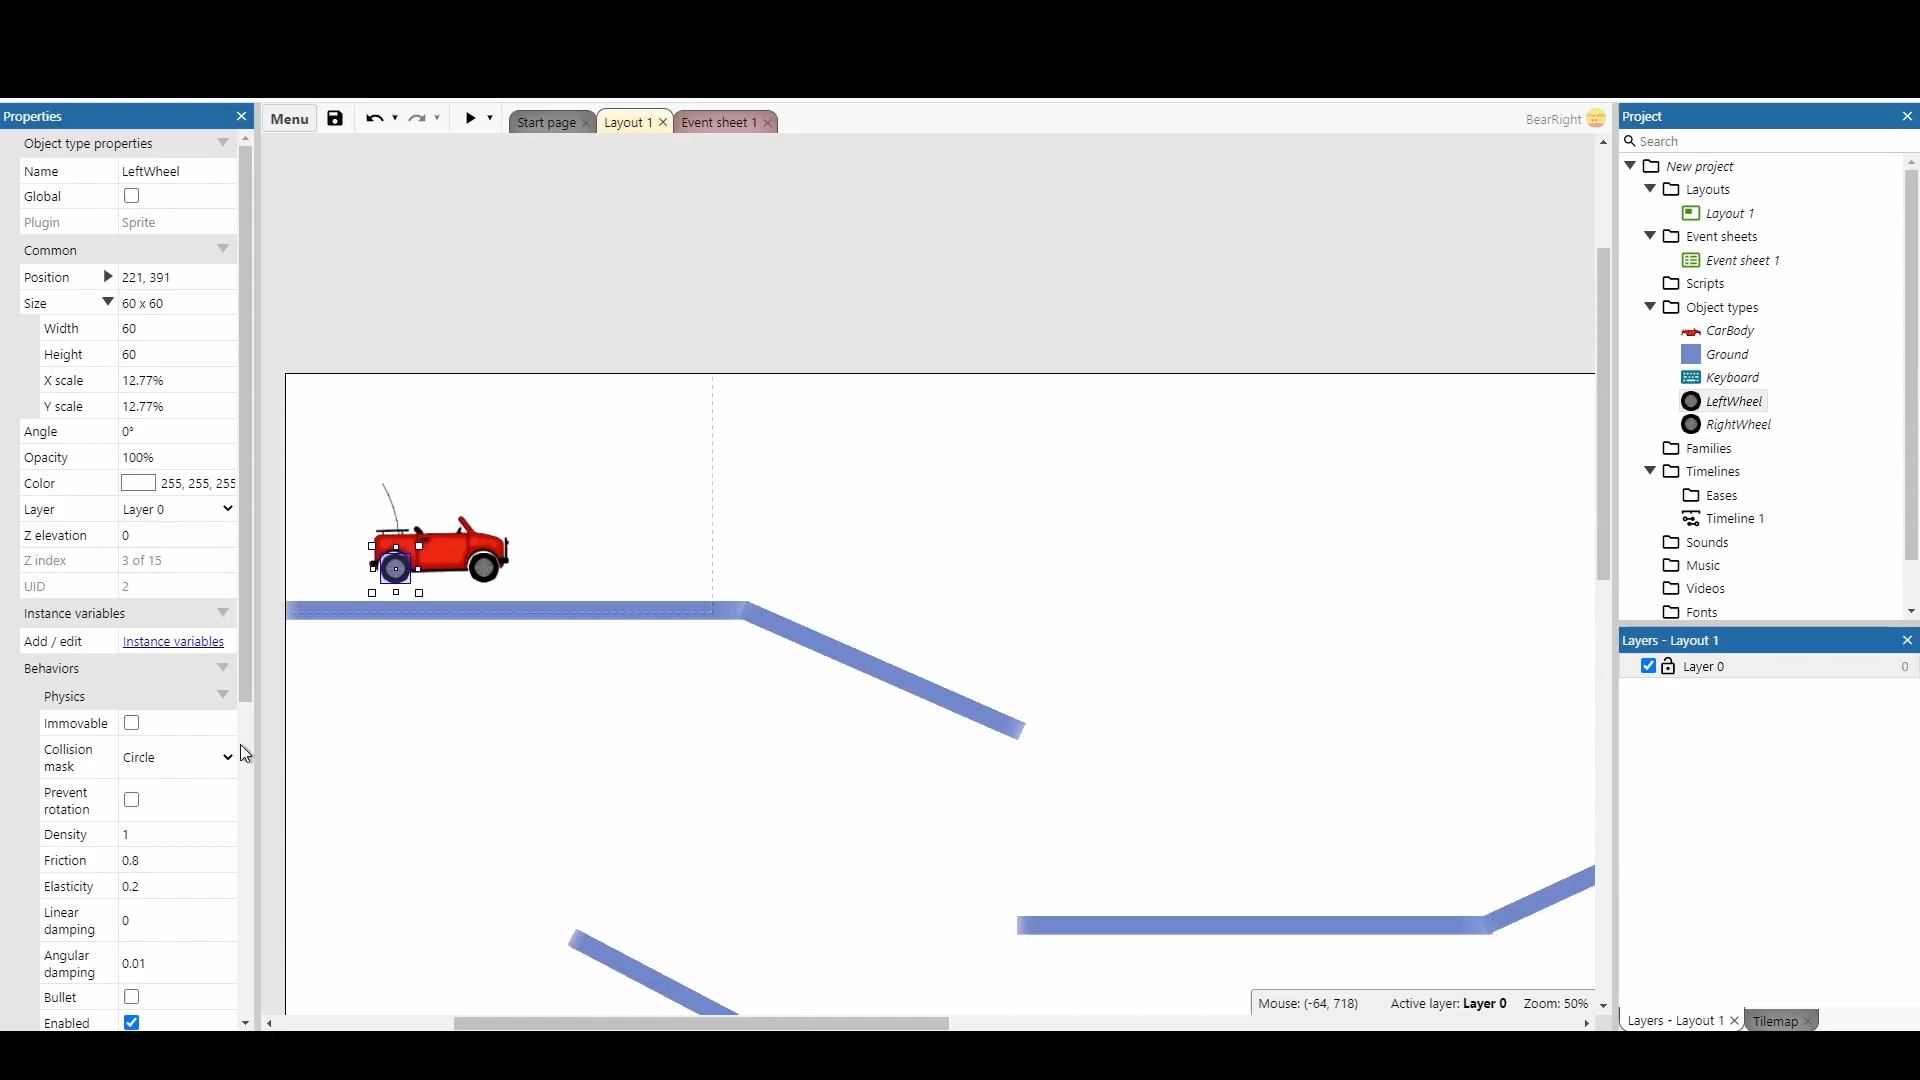 Properties
Object type properties
Name LeftWheel
Global
Plugin Sprite
Common
Position 221, 391
Size 60 x 60
Width 60
Height 60
X scale 12.77%
Y scale 12.77%
Angle 0°
Opacity 100%
Color 255, 255, 255
Layer Layer 0
Z elevation 0
Z index 3 of 15
UID 2
Instance variables
Add / edit Instance variables
Behaviors
Physics
Immovable
Collision
mask
Circle
Prevent
rotation
Density 1
Friction 0.8
Elasticity 0.2
Linear
damping
0
Angular
damping
0.01
Bullet
Enabled
Menu
Start page
Layout 1
Event sheet 1
BearRight
Mouse: (-64, 718) Active layer: Layer 0 Zoom: 50%
Project
Search
New project
Layouts
Layout 1
Event sheets
Event sheet 1
Scripts
Object types
CarBody
Ground
Keyboard
LeftWheel
RightWheel
Families
Timelines
Eases
Timeline 1
Sounds
Music
Videos
Fonts
Layers - Layout 1
Layer 0 0
Layers - Layout 1
Tilemap